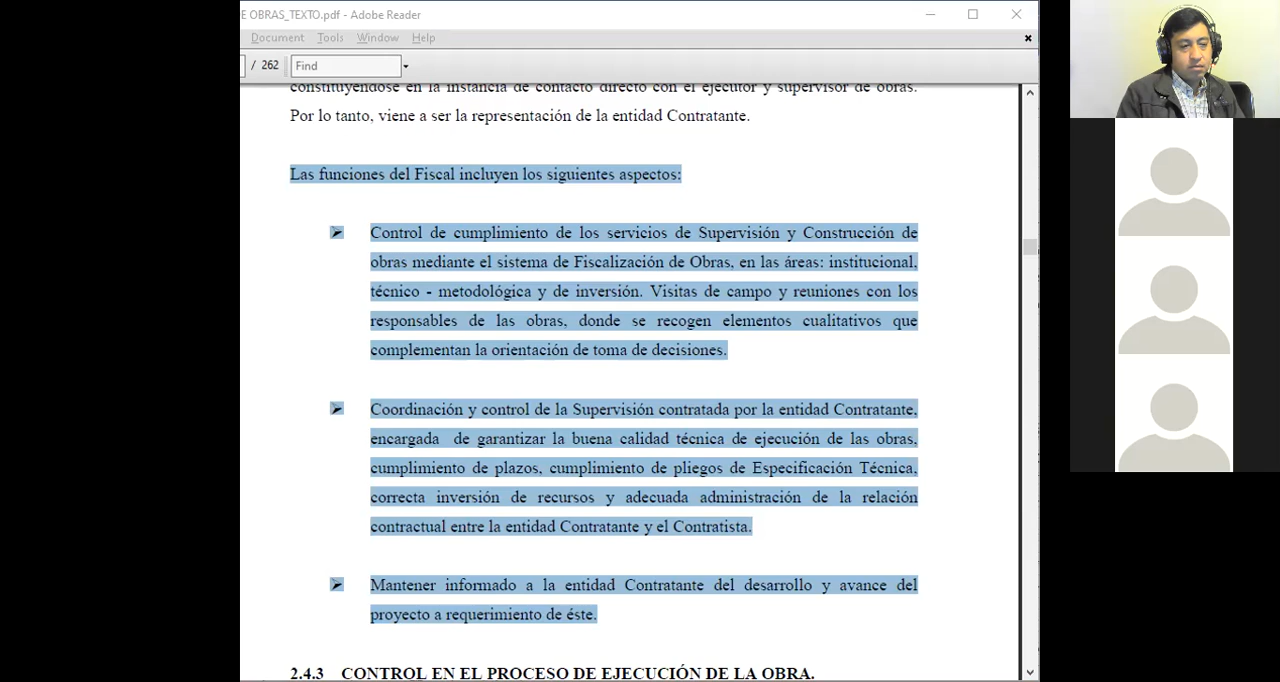 E OBRAS_TEXTO.pdf - Adobe Reader
Document Tools Window Help
/ 262 Find
constituyéndose en la instancia de contacto directo con el ejecutor y supervisor de obras.
Por lo tanto, viene a ser la representación de la entidad Contratante.
Las funciones del Fiscal incluyen los siguientes aspectos:
Control de cumplimiento de los servicios de Supervisión y Construcción de
obras mediante el sistema de Fiscalización de Obras, en las áreas: institucional,
técnico - metodológica y de inversión. Visitas de campo y reuniones con los
responsables de las obras, donde se recogen elementos cualitativos que
complementan la orientación de toma de decisiones.
Coordinación y control de la Supervisión contratada por la entidad Contratante,
encargada de garantizar la buena calidad técnica de ejecución de las obras,
cumplimiento de plazos, cumplimiento de pliegos de Especificación Técnica,
correcta inversión de recursos y adecuada administración de la relación
contractual entre la entidad Contratante y el Contratista.
Mantener informado a la entidad Contratante del desarrollo y avance del
proyecto a requerimiento de éste.
2.4.3 CONTROL EN EL PROCESO DE EJECUCIÓN DE LA OBRA.